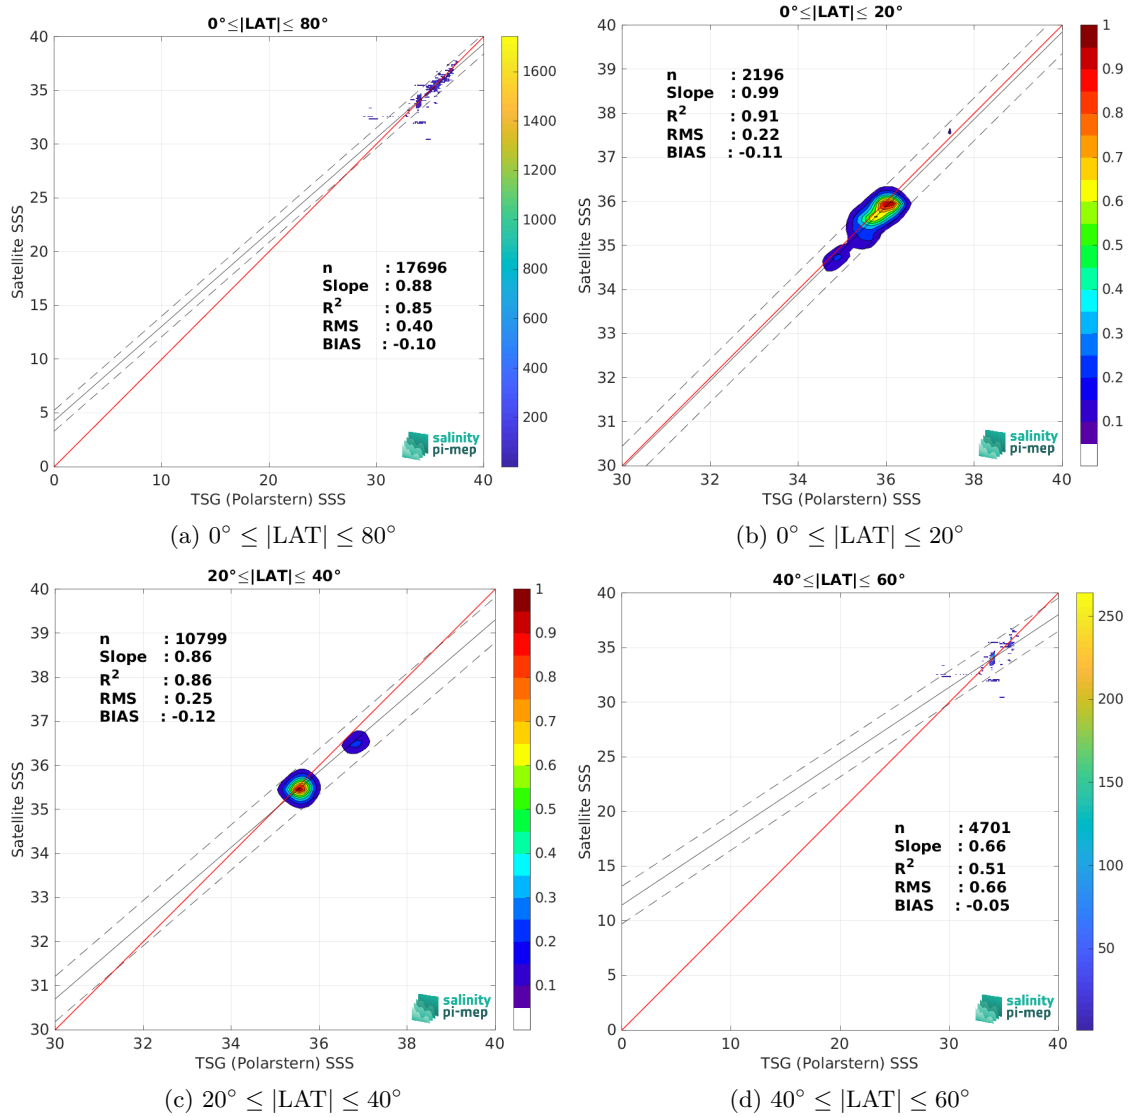 0°≤|LAT|≤ 80°
40
35
30
25
20
15
10
5
0
Satellite SSS
n : 17696
Slope : 0.88
R2 : 0.85
RMS : 0.40
BIAS : -0.10
salinity
pi-mep
0 10 20 30 40
TSG (Polarstern) SSS
1600
1400
1200
1000
800
600
400
200
(a) 0° ≤ |LAT| ≤ 80°
0°≤|LAT|≤ 20°
40
39
38
37
36
35
34
33
32
31
30
Satellite SSS
n : 2196
Slope : 0.99
R2 : 0.91
RMS : 0.22
BIAS : -0.11
salinity
pi-mep
30 32 34 36 38 40
TSG (Polarstern) SSS
1
0.9
0.8
0.7
0.6
0.5
0.4
0.3
0.2
0.1
(b) 0° ≤ |LAT| ≤ 20°
20°≤|LAT|≤ 40°
40
39
38
37
36
35
34
33
32
31
30
Satellite SSS
n : 10799
Slope : 0.86
R2 : 0.86
RMS : 0.25
BIAS : -0.12
salinity
pi-mep
30 32 34 36 38 40
TSG (Polarstern) SSS
1
0.9
0.8
0.7
0.6
0.5
0.4
0.3
0.2
0.1
(c) 20° ≤ |LAT| ≤ 40°
40°≤|LAT|≤ 60°
40
35
30
25
20
15
10
5
0
Satellite SSS
n : 4701
Slope : 0.66
R2 : 0.51
RMS : 0.66
BIAS : -0.05
salinity
pi-mep
0 10 20 30 40
TSG (Polarstern) SSS
250
200
150
100
50
(d) 40° ≤ |LAT| ≤ 60°